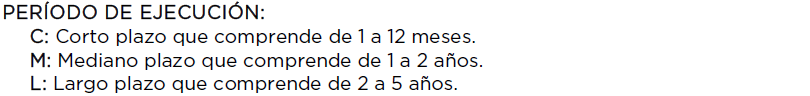 PERÍODO DE EJECUCIÓN:
C: Corto plazo que comprende de 1 a 12 meses.
M: Mediano plazo que comprende de 1 a 2 años.
L: Largo plazo que comprende de 2 a 5 años.